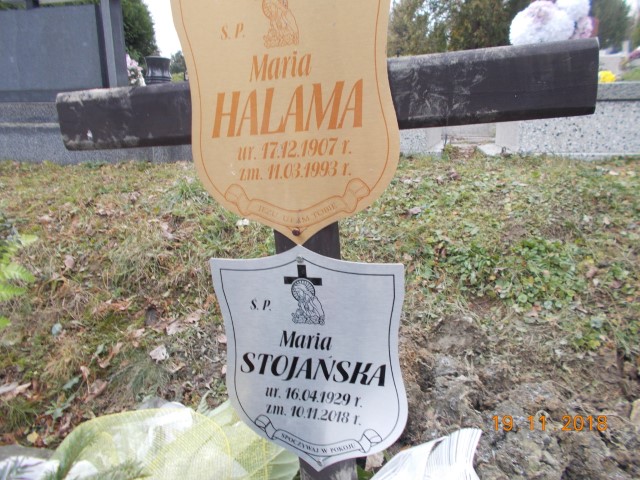 Ś. P.
Maria
HALAMA
ur. 17.12.1907 r.
zm. 11.03.1993 r.
S. P.
Maria
STOJAŃSKA
ur. 16.04.1929 r.
zm. 10.11.2018 r.
SPOCZYWAJ W POKOJU
19 11 2018